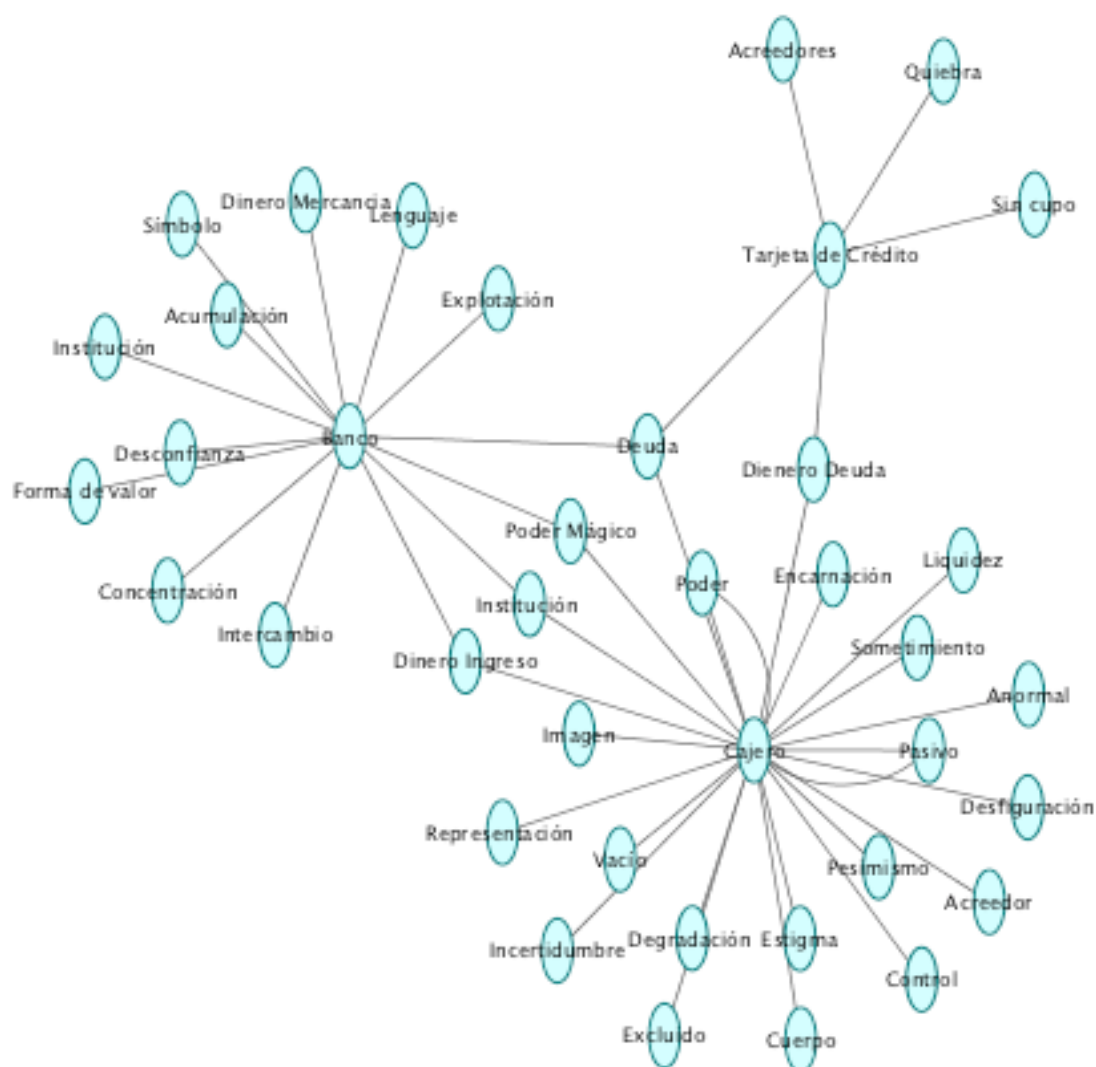 Acreedores
Quiebra
Dinero Mercancia
Sin cupo
Lenguaje
Símbolo
Tarjeta de Crédito
Explotación
Acumulación
Institución
Banco
Deuda
Desconfianza
Dienero Deuda
Forma de valor
Poder Mágico
Liquidez
Encarnación
Poder
Concentración
Institución
Intercambio
Sometimiento
Dinero Ingreso
Anormal
Imagen
Cajero
Pasivo
Desfiguración
Representación
Vacío
Pesimismo
Acreedor
Degradación
Estigma
Incertidumbre
Control
Excluido
Cuerpo